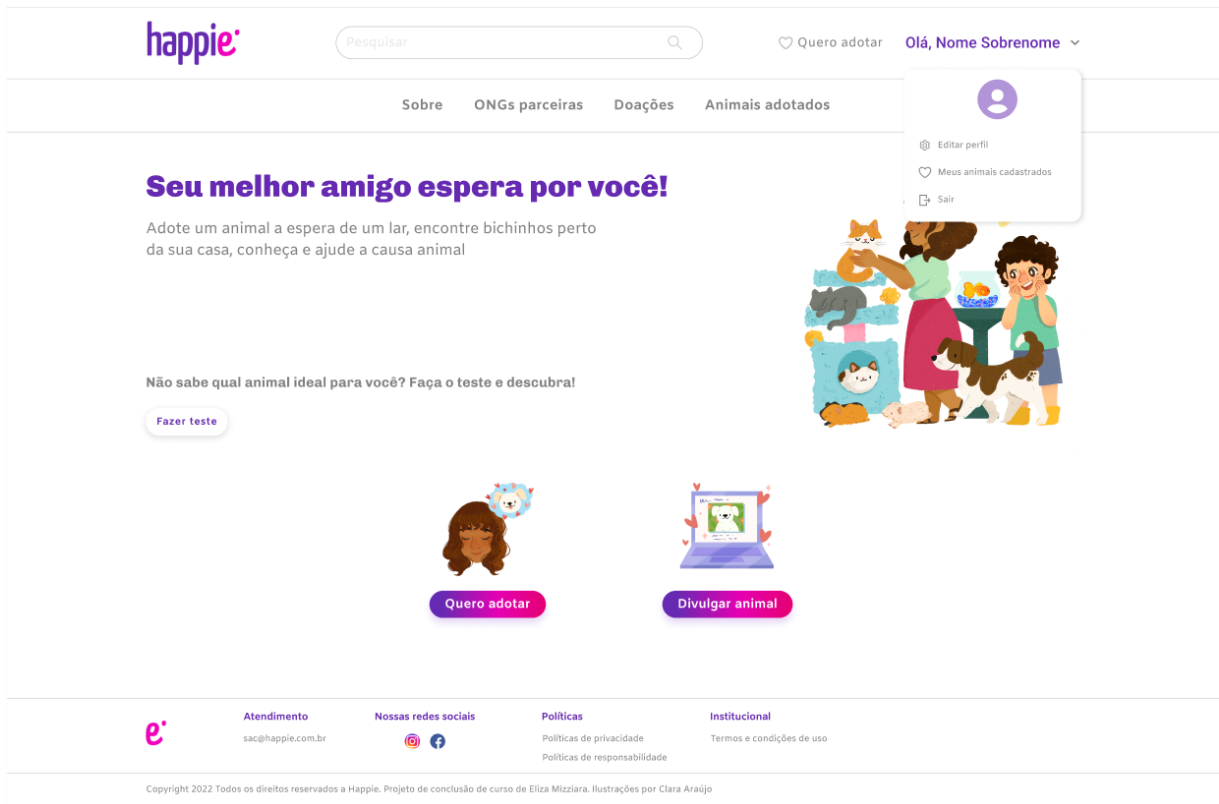 happie
Pesquisar
Quero adotar
Olá, Nome Sobrenome
Sobre
ONGs parceiras
Doações
Animais adotados
Editar perfil
Meus animais cadastrados
Sair
Seu melhor amigo espera por você!
Adote um animal a espera de um lar, encontre bichinhos perto
da sua casa, conheça e ajude a causa animal
Não sabe qual animal ideal para você? Faça o teste e descubra!
Fazer teste
Quero adotar
Divulgar animal
e
Atendimento
sac@happie.com.br
Nossas redes sociais
Políticas
Políticas de privacidade
Políticas de responsabilidade
Institucional
Termos e condições de uso
Copyright 2022 Todos os direitos reservados a Happie. Projeto de conclusão de curso de Eliza Mizziara. Ilustrações por Clara Araújo